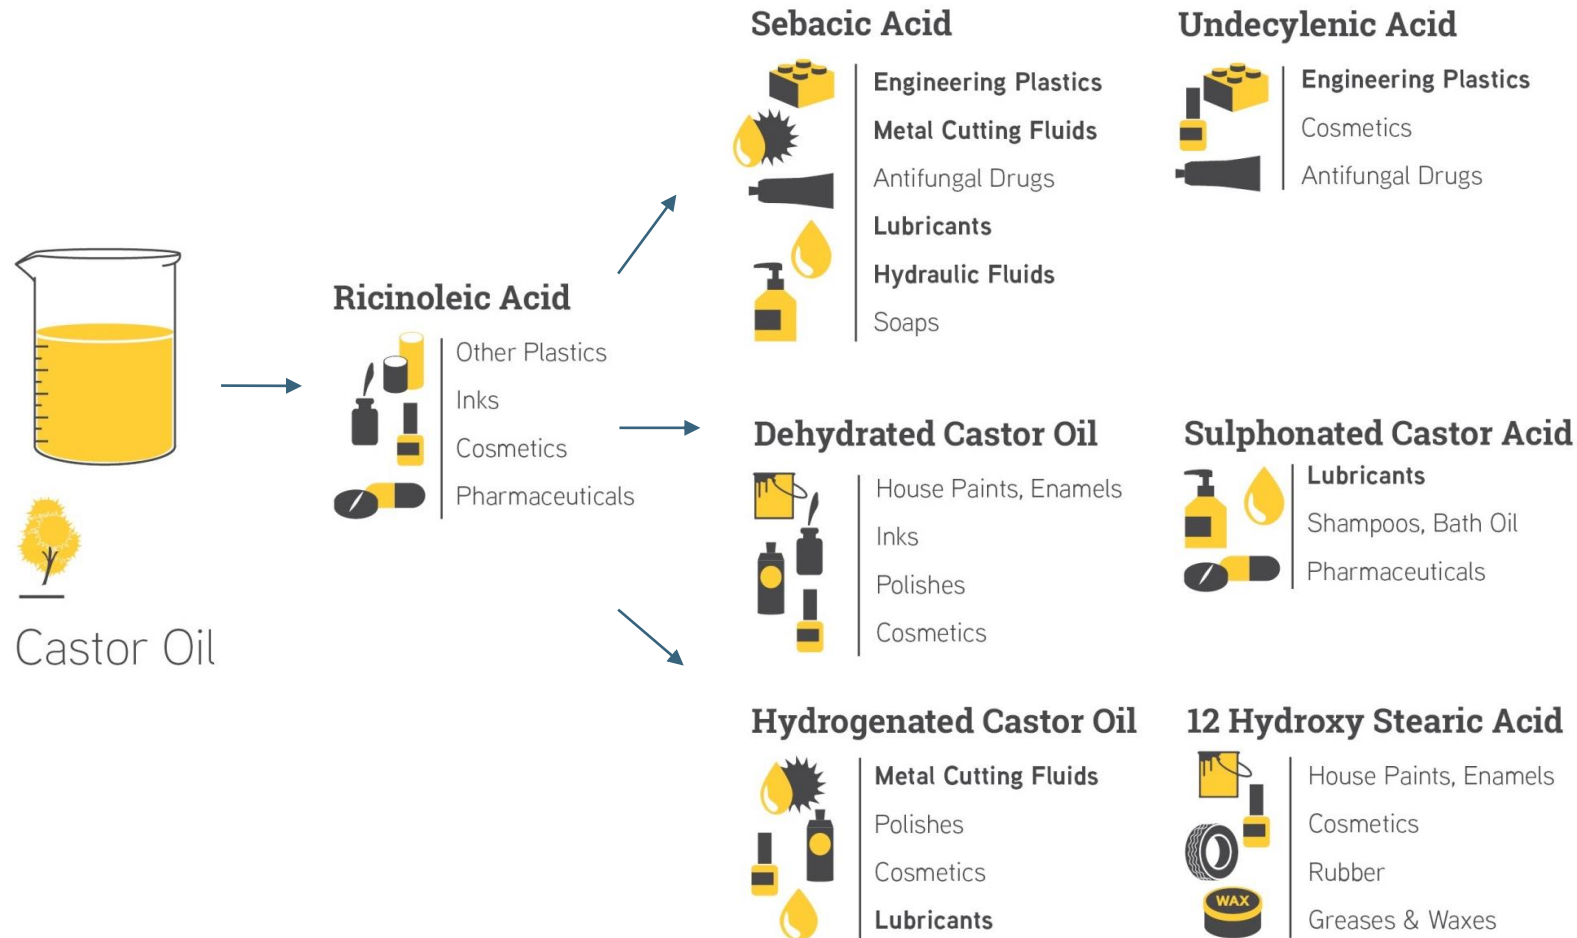 Castor Oil
Ricinoleic Acid
Other Plastics
Inks
Cosmetics
Pharmaceuticals
Sebacic Acid
Engineering Plastics
Metal Cutting Fluids
Antifungal Drugs
Lubricants
Hydraulic Fluids
Soaps
Undecylenic Acid
Engineering Plastics
Cosmetics
Antifungal Drugs
Dehydrated Castor Oil
House Paints, Enamels
Inks
Polishes
Cosmetics
Sulphonated Castor Acid
Lubricants
Shampoos, Bath Oil
Pharmaceuticals
Hydrogenated Castor Oil
Metal Cutting Fluids
Polishes
Cosmetics
Lubricants
12 Hydroxy Stearic Acid
House Paints, Enamels
Cosmetics
Rubber
WAX
Greases & Waxes